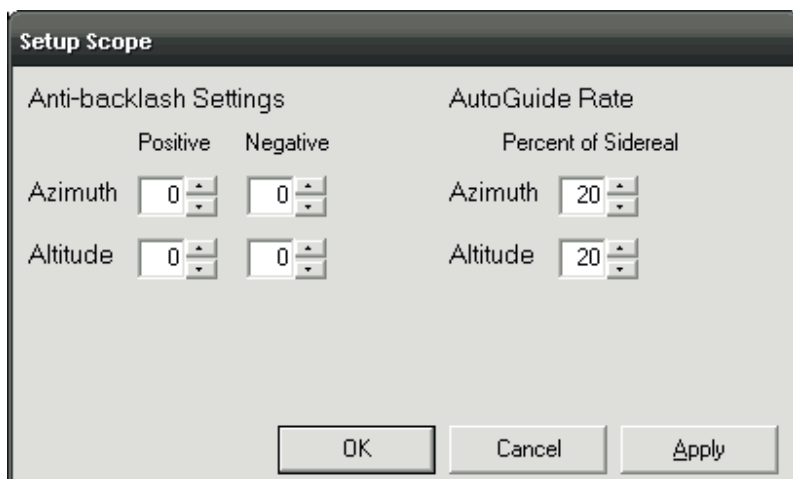 Setup Scope
Anti-backlash Settings AutoGuide Rate
Positive Negative Percent of Sidereal
Azimuth 0 0 Azimuth 20
Altitude 0 0 Altitude 20
OK Cancel Apply